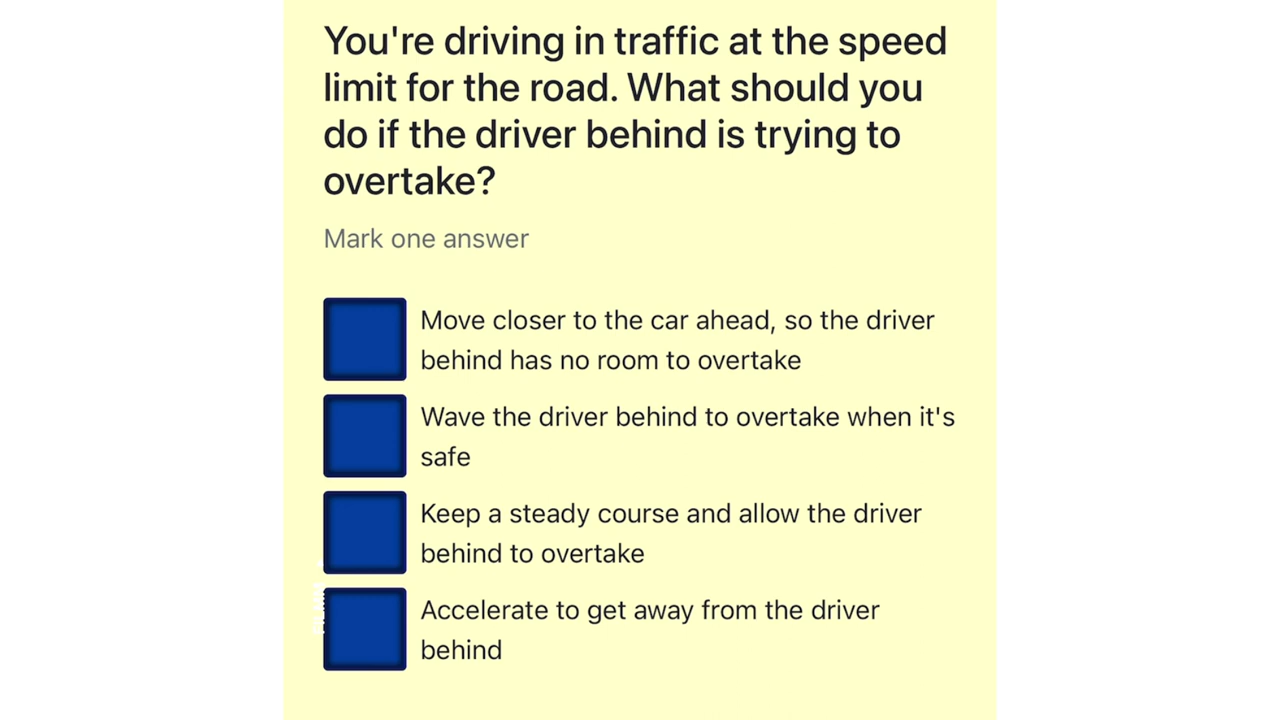 You're driving in traffic at the speed
limit for the road. What should you
do if the driver behind is trying to
overtake?
Mark one answer
Move closer to the car ahead, so the driver
behind has no room to overtake
Wave the driver behind to overtake when it's
safe
Keep a steady course and allow the driver
behind to overtake
Accelerate to get away from the driver
behind